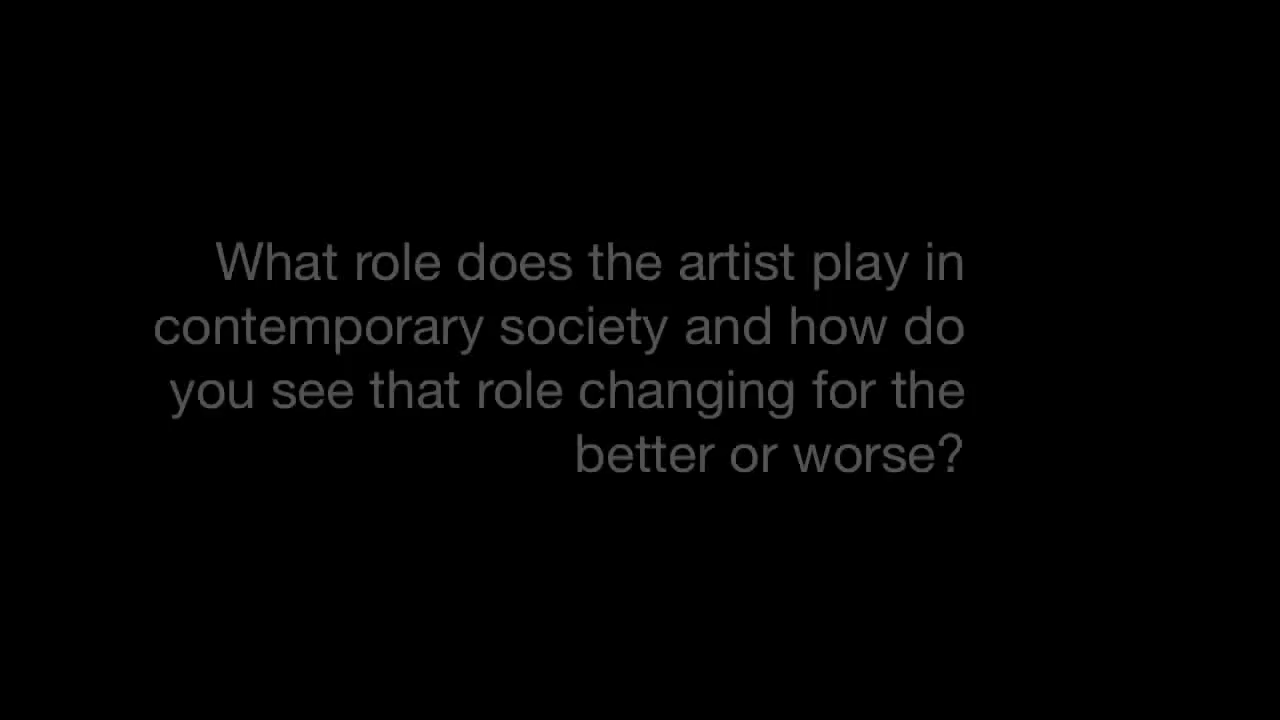 What role does the artist play in
contemporary society and how do
you see that role changing for the
better or worse?